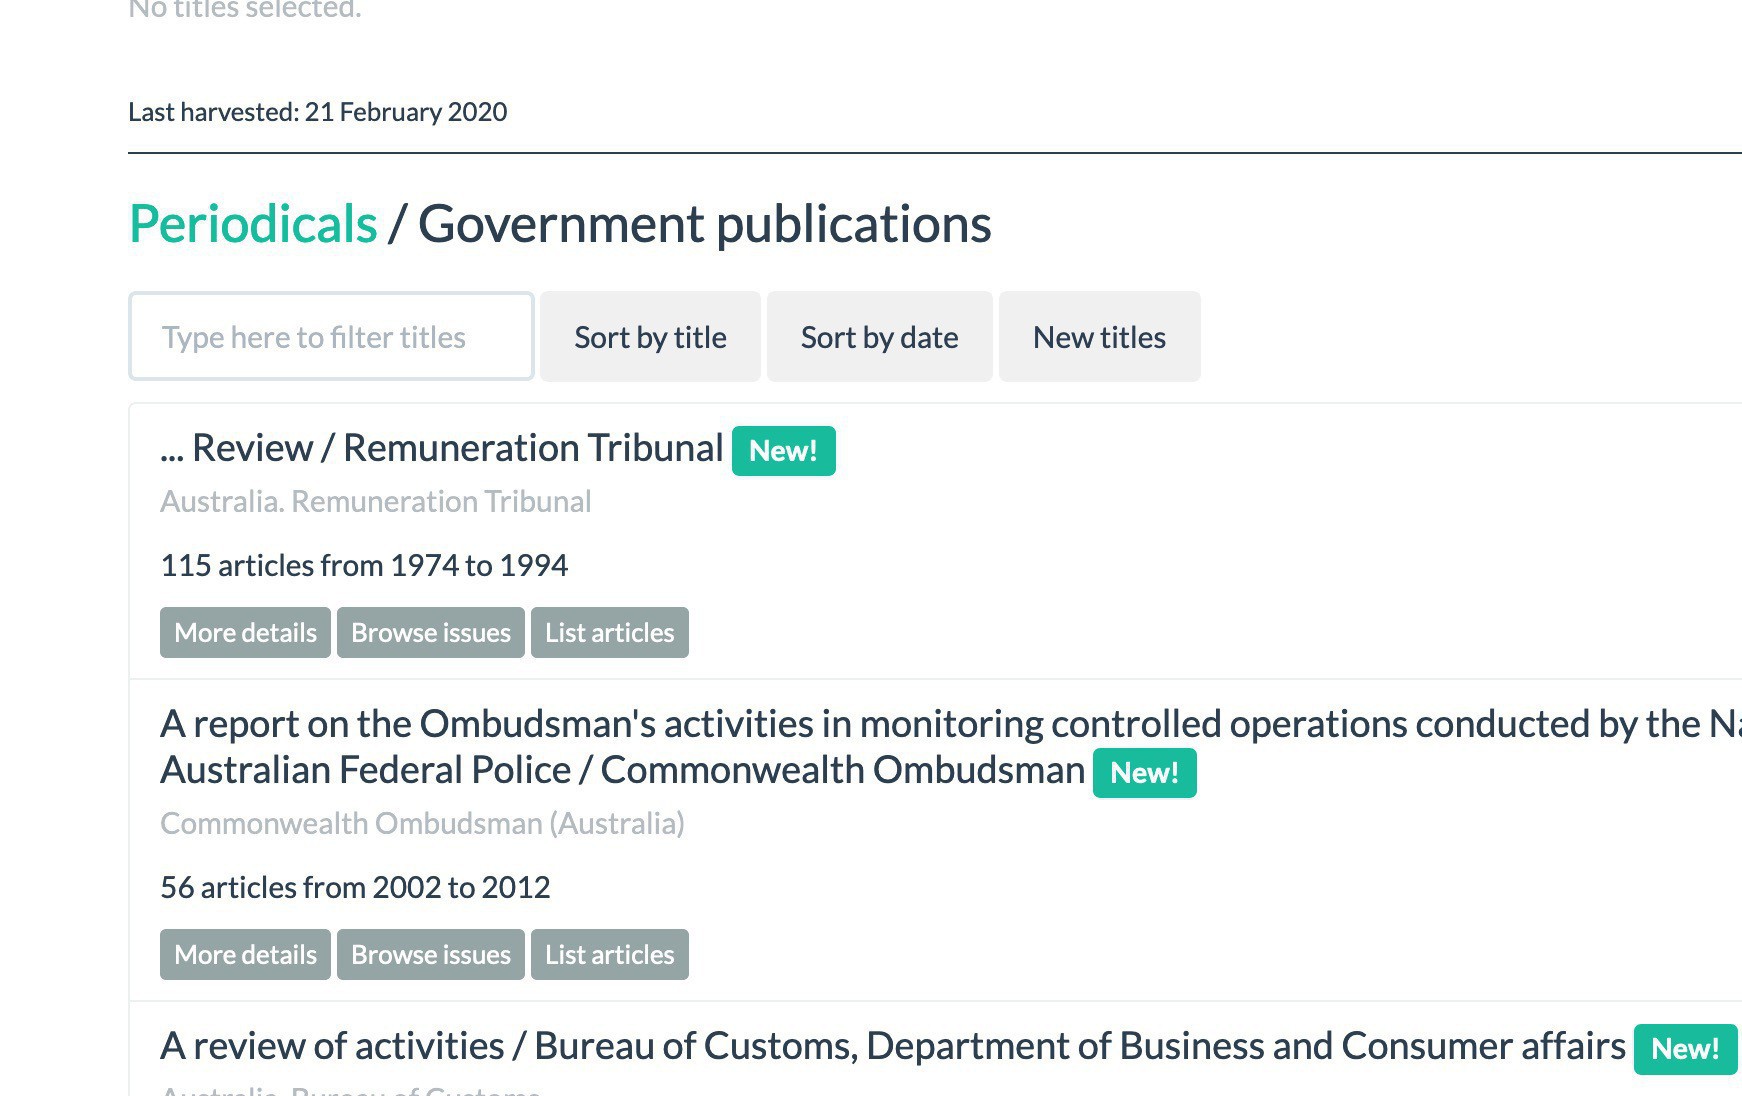 No titles selected.
Last harvested: 21 February 2020
Periodicals / Government publications
Type here to filter titles Sort by title Sort by date New titles
... Review / Remuneration Tribunal New!
Australia. Remuneration Tribunal
115 articles from 1974 to 1994
More details Browse issues List articles
A report on the Ombudsman's activities in monitoring controlled operations conducted by the
Australian Federal Police / Commonwealth Ombudsman New!
Commonwealth Ombudsman (Australia)
56 articles from 2002 to 2012
More details Browse issues List articles
A review of activities / Bureau of Customs, Department of Business and Consumer affairs New!
Australia. Bureau of Customs